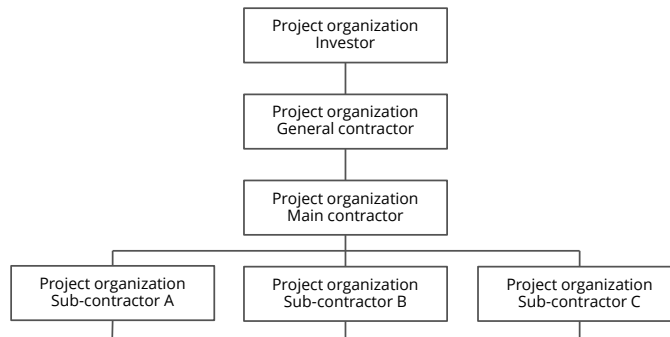 Project organization
Investor
Project organization
General contractor
Project organization
Main contractor
Project organization
Sub-contractor A
Project organization
Sub-contractor B
Project organization
Sub-contractor C